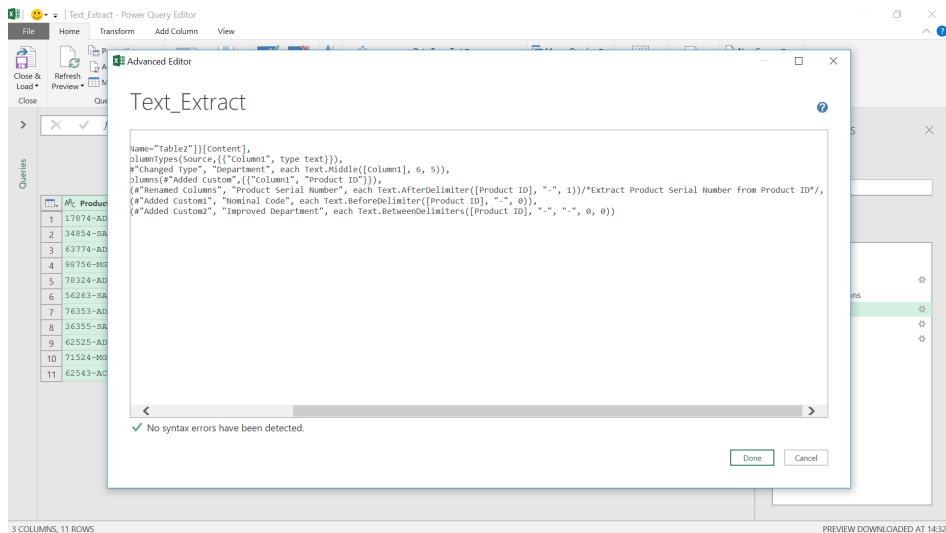 Text_Extract - Power Query Editor
File Home Transform Add Column View
Close & Load
Refresh Preview
Close
Advanced Editor
Text_Extract
Name="Table2"]}[Content],
olumnTypes(Source,{{"Column1", type text}}),
#"Changed Type", "Department", each Text.Middle([Column1], 6, 5)),
olumns(#"Added Custom",{{"Column1", "Product ID"}}),
(#"Renamed Columns", "Product Serial Number", each Text.AfterDelimiter([Product ID], "-", 1))/*Extract Product Serial Number from Product ID*/,
(#"Added Custom1", "Nominal Code", each Text.BeforeDelimiter([Product ID], "-", 0)),
(#"Added Custom2", "Improved Department", each Text.BetweenDelimiters([Product ID], "-", "-", 0, 0))
Queries
ABC Produc
1 17874-AD
2 34854-SA
3 63774-AD
4 98756-MG
5 78324-AD
6 56263-SA
7 76353-AD
8 36355-SA
9 62525-AD
10 71524-MG
11 62543-AC
ns
No syntax errors have been detected.
Done Cancel
3 COLUMNS, 11 ROWS
PREVIEW DOWNLOADED AT 14:32